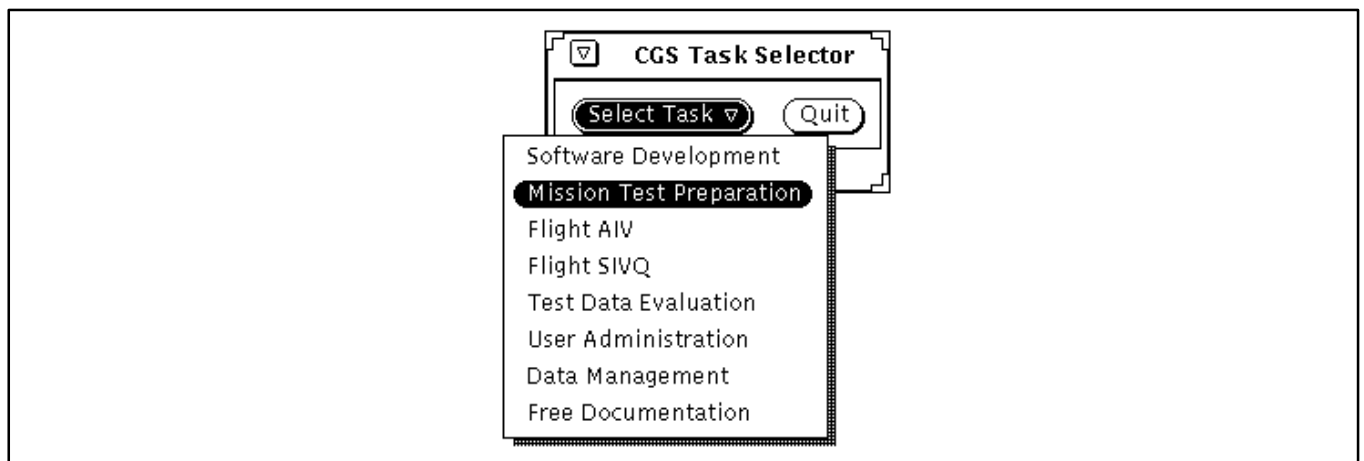 CGS Task Selector
Select Task Quit
Software Development
Mission Test Preparation
Flight AIV
Flight SIVQ
Test Data Evaluation
User Administration
Data Management
Free Documentation